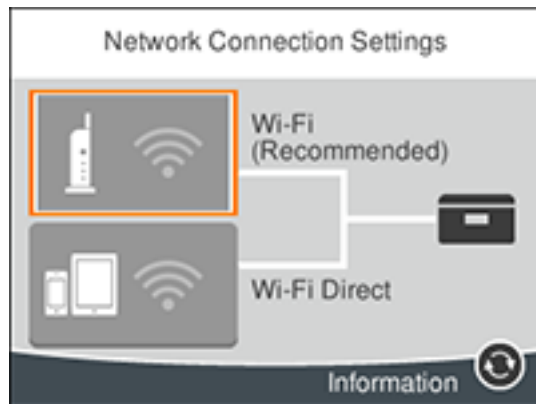 Network Connection Settings
Wi-Fi
(Recommended)
Wi-Fi Direct
Information